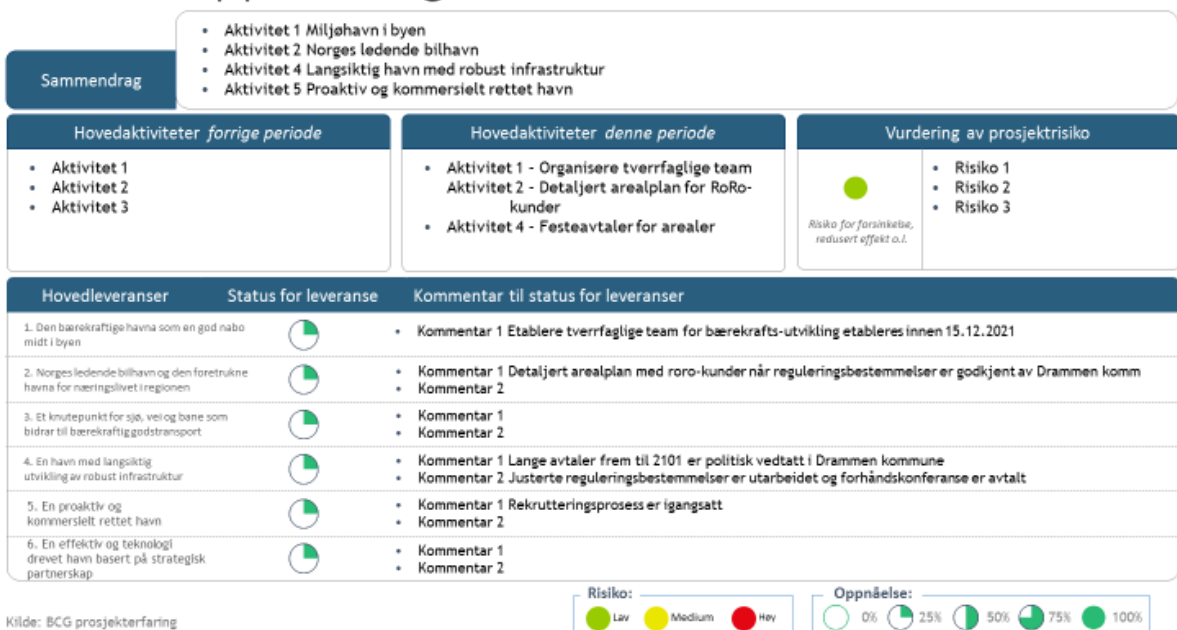 Aktivitet 1 Miljøhavn i byen
Aktivitet 2 Norges ledende bilhavn
Aktivitet 4 Langsiktig havn med robust infrastruktur
Aktivitet 5 Proaktiv og kommersielt rettet havn
Sammendrag
Hovedaktiviteter forrige periode
Aktivitet 1
Aktivitet 2
Aktivitet 3
Hovedaktiviteter denne periode
Aktivitet 1 - Organisere tverrfaglige team
Aktivitet 2 - Detaljert arealplan for RoRo-
kunder
Aktivitet 4 - Festeavtaler for arealer
Vurdering av prosjektrisiko
Risiko for forsinkelse,
redusert effekt o.l.
Risiko 1
Risiko 2
Risiko 3
Hovedleveranser Status for leveranse Kommentar til status for leveranser
1. Den bærekraftige havna som en god nabo
midt i byen
Kommentar 1 Etablere tverrfaglige team for bærekrafts-utvikling etableres innen 15.12.2021
2. Norges ledende bilhavn og den foretrukne
havna for næringslivet i regionen
Kommentar 1 Detaljert arealplan med roro-kunder når reguleringsbestemmelser er godkjent av Drammen komm
Kommentar 2
3. Et knutepunkt for sjø, vei og bane som
bidrar til bærekraftig godstransport
Kommentar 1
Kommentar 2
4. En havn med langsiktig
utvikling av robust infrastruktur
Kommentar 1 Lange avtaler frem til 2101 er politisk vedtatt i Drammen kommune
Kommentar 2 Justerte reguleringsbestemmelser er utarbeidet og forhåndskonferanse er avtalt
5. En proaktiv og
kommersielt rettet havn
Kommentar 1 Rekrutteringsprosess er igangsatt
Kommentar 2
6. En effektiv og teknologi
drevet havn basert på strategisk
partnerskap
Kommentar 1
Kommentar 2
Kilde: BCG prosjekterfaring
Risiko:
Lav Medium Høy
Oppnåelse:
0% 25% 50% 75% 100%